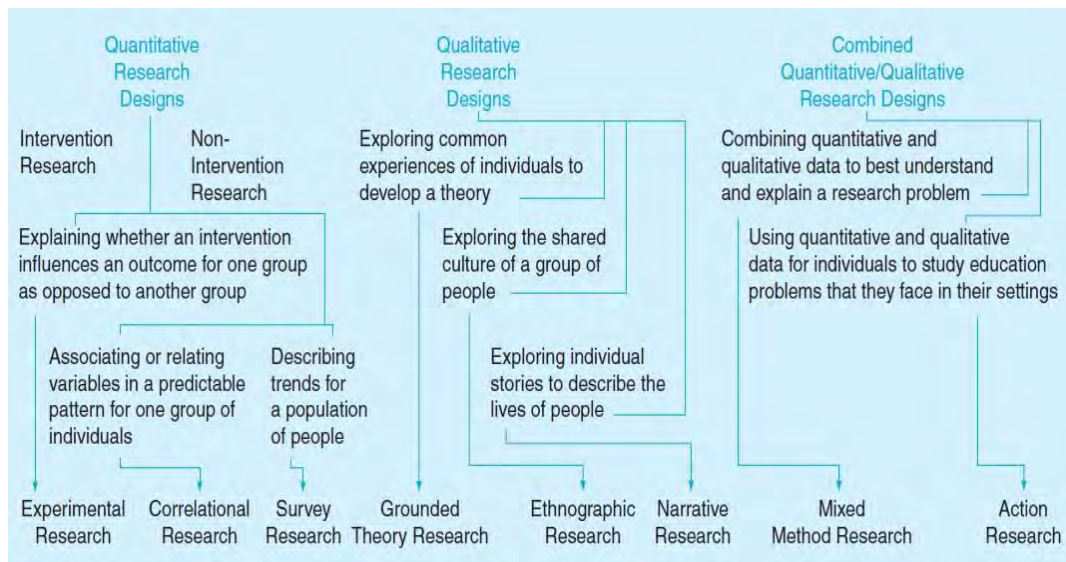 Quantitative
Research
Designs
Intervention
Research
Non-
Intervention
Research
Explaining whether an intervention
influences an outcome for one group
as opposed to another group
Associating or relating
variables in a predictable
pattern for one group of
individuals
Describing
trends for
a population
of people
Experimental
Research
Correlational
Research
Survey
Research
Qualitative
Research
Designs
Exploring common
experiences of individuals to
develop a theory
Exploring the shared
culture of a group of
people
Exploring individual
stories to describe the
lives of people
Grounded
Theory Research
Ethnographic
Research
Narrative
Research
Combined
Quantitative/Qualitative
Research Designs
Combining quantitative and
qualitative data to best understand
and explain a research problem
Using quantitative and qualitative
data for individuals to study education
problems that they face in their settings
Mixed
Method Research
Action
Research